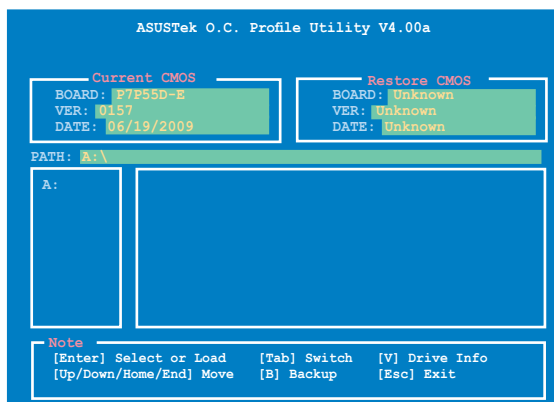 ASUSTek O.C. Profile Utility V4.00a
Current CMOS
BOARD: P7P55D-E
VER: 0157
DATE: 06/19/2009
Restore CMOS
BOARD: Unknown
VER: Unknown
DATE: Unknown
PATH: A:\
A:
Note
[Enter] Select or Load [Tab] Switch [V] Drive Info
[Up/Down/Home/End] Move [B] Backup [Esc] Exit